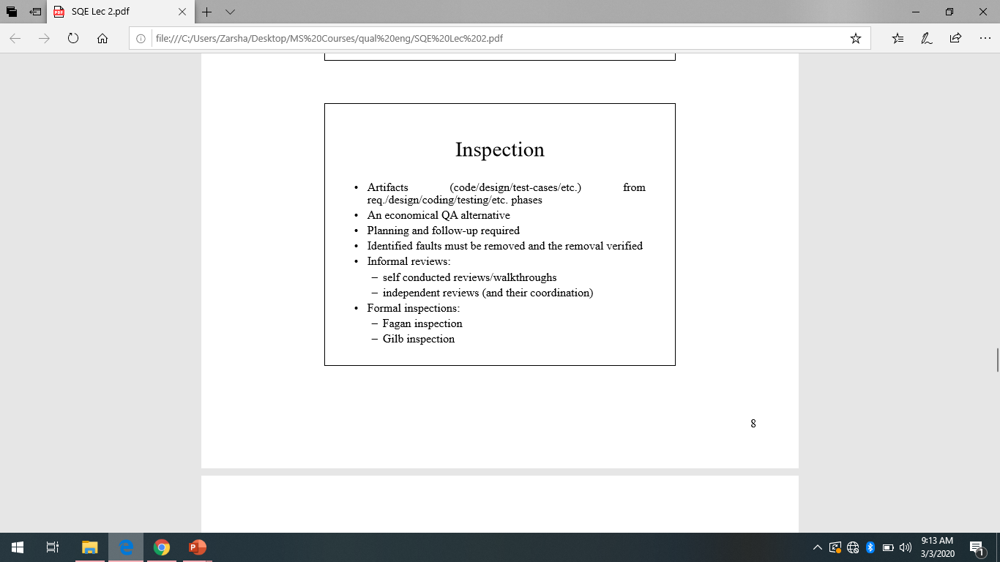 SQE Lec 2.pdf
file:///C:/Users/Zarsha/Desktop/MS%20Courses/qual%20eng/SQE%20Lec%202.pdf
Inspection
• Artifacts (code/design/test-cases/etc.) from
req./design/coding/testing/etc. phases
• An economical QA alternative
• Planning and follow-up required
• Identified faults must be removed and the removal verified
• Informal reviews:
– self conducted reviews/walkthroughs
– independent reviews (and their coordination)
• Formal inspections:
– Fagan inspection
– Gilb inspection
8
9:13 AM
3/3/2020
1